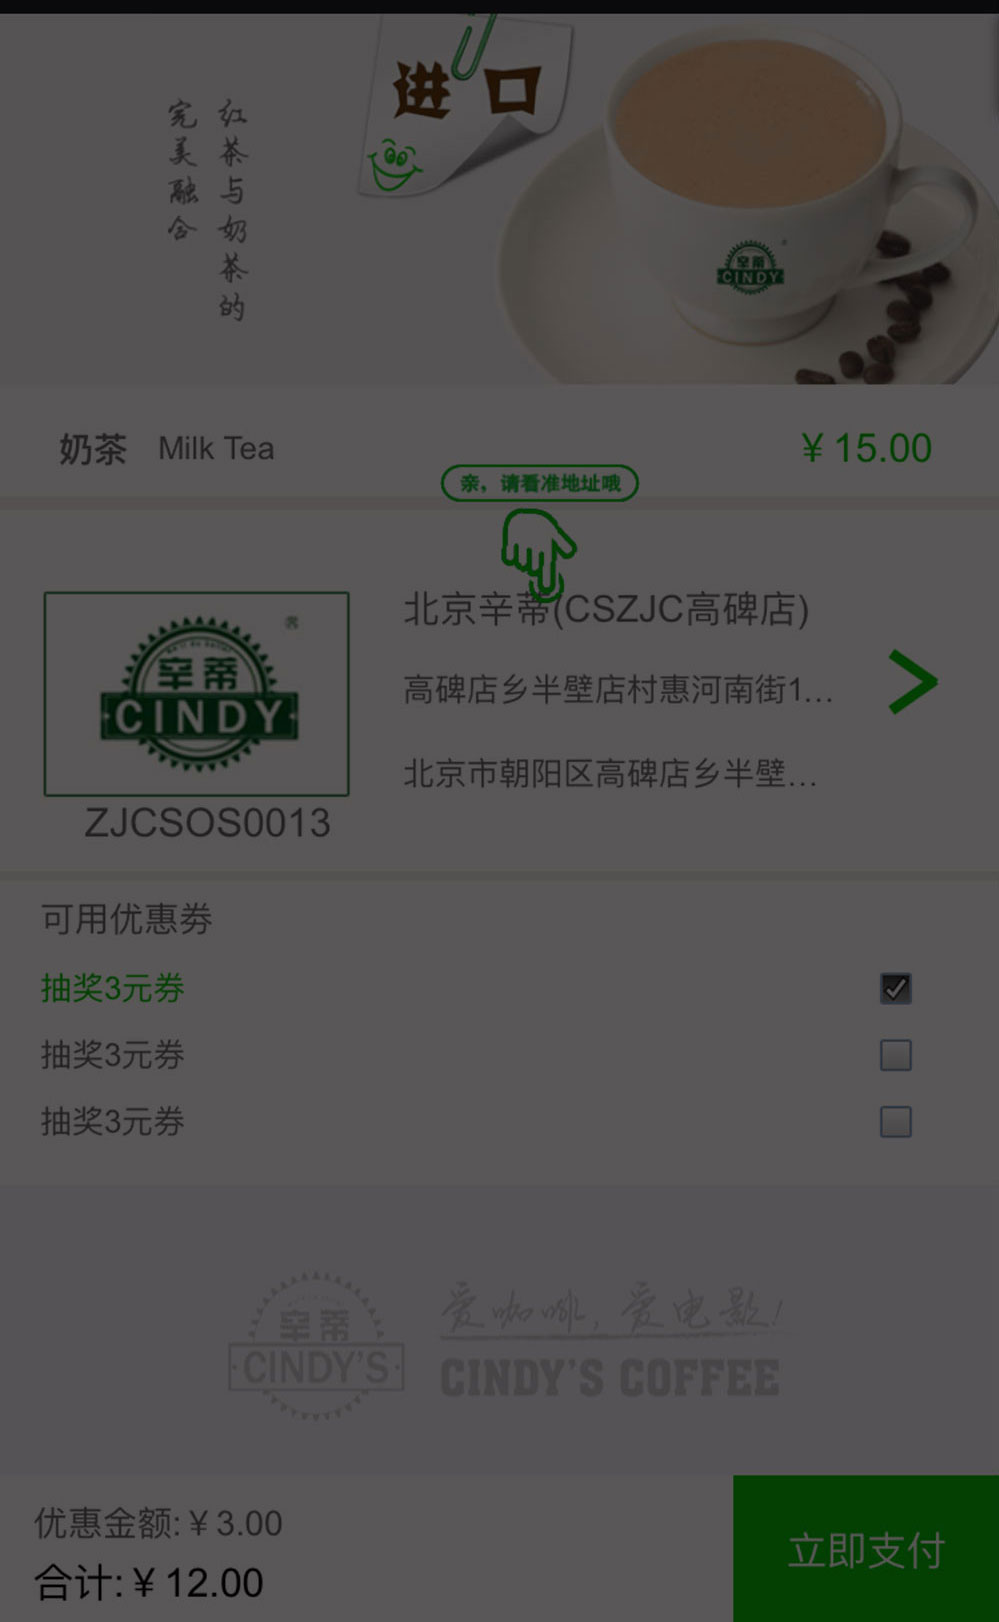 进口
红茶与奶茶的
完美融合
辛蒂
CINDY
奶茶 Milk Tea ¥ 15.00
亲，请看准地址哦
北京辛蒂(CSZJC高碑店)
高碑店乡半壁店村惠河南街1...
北京市朝阳区高碑店乡半壁...
辛蒂
CINDY
ZJCSOS0013
可用优惠券
抽奖3元券
抽奖3元券
抽奖3元券
辛蒂
CINDY'S
爱咖啡，爱电影！
CINDY'S COFFEE
优惠金额: ¥ 3.00
合计: ¥ 12.00
立即支付